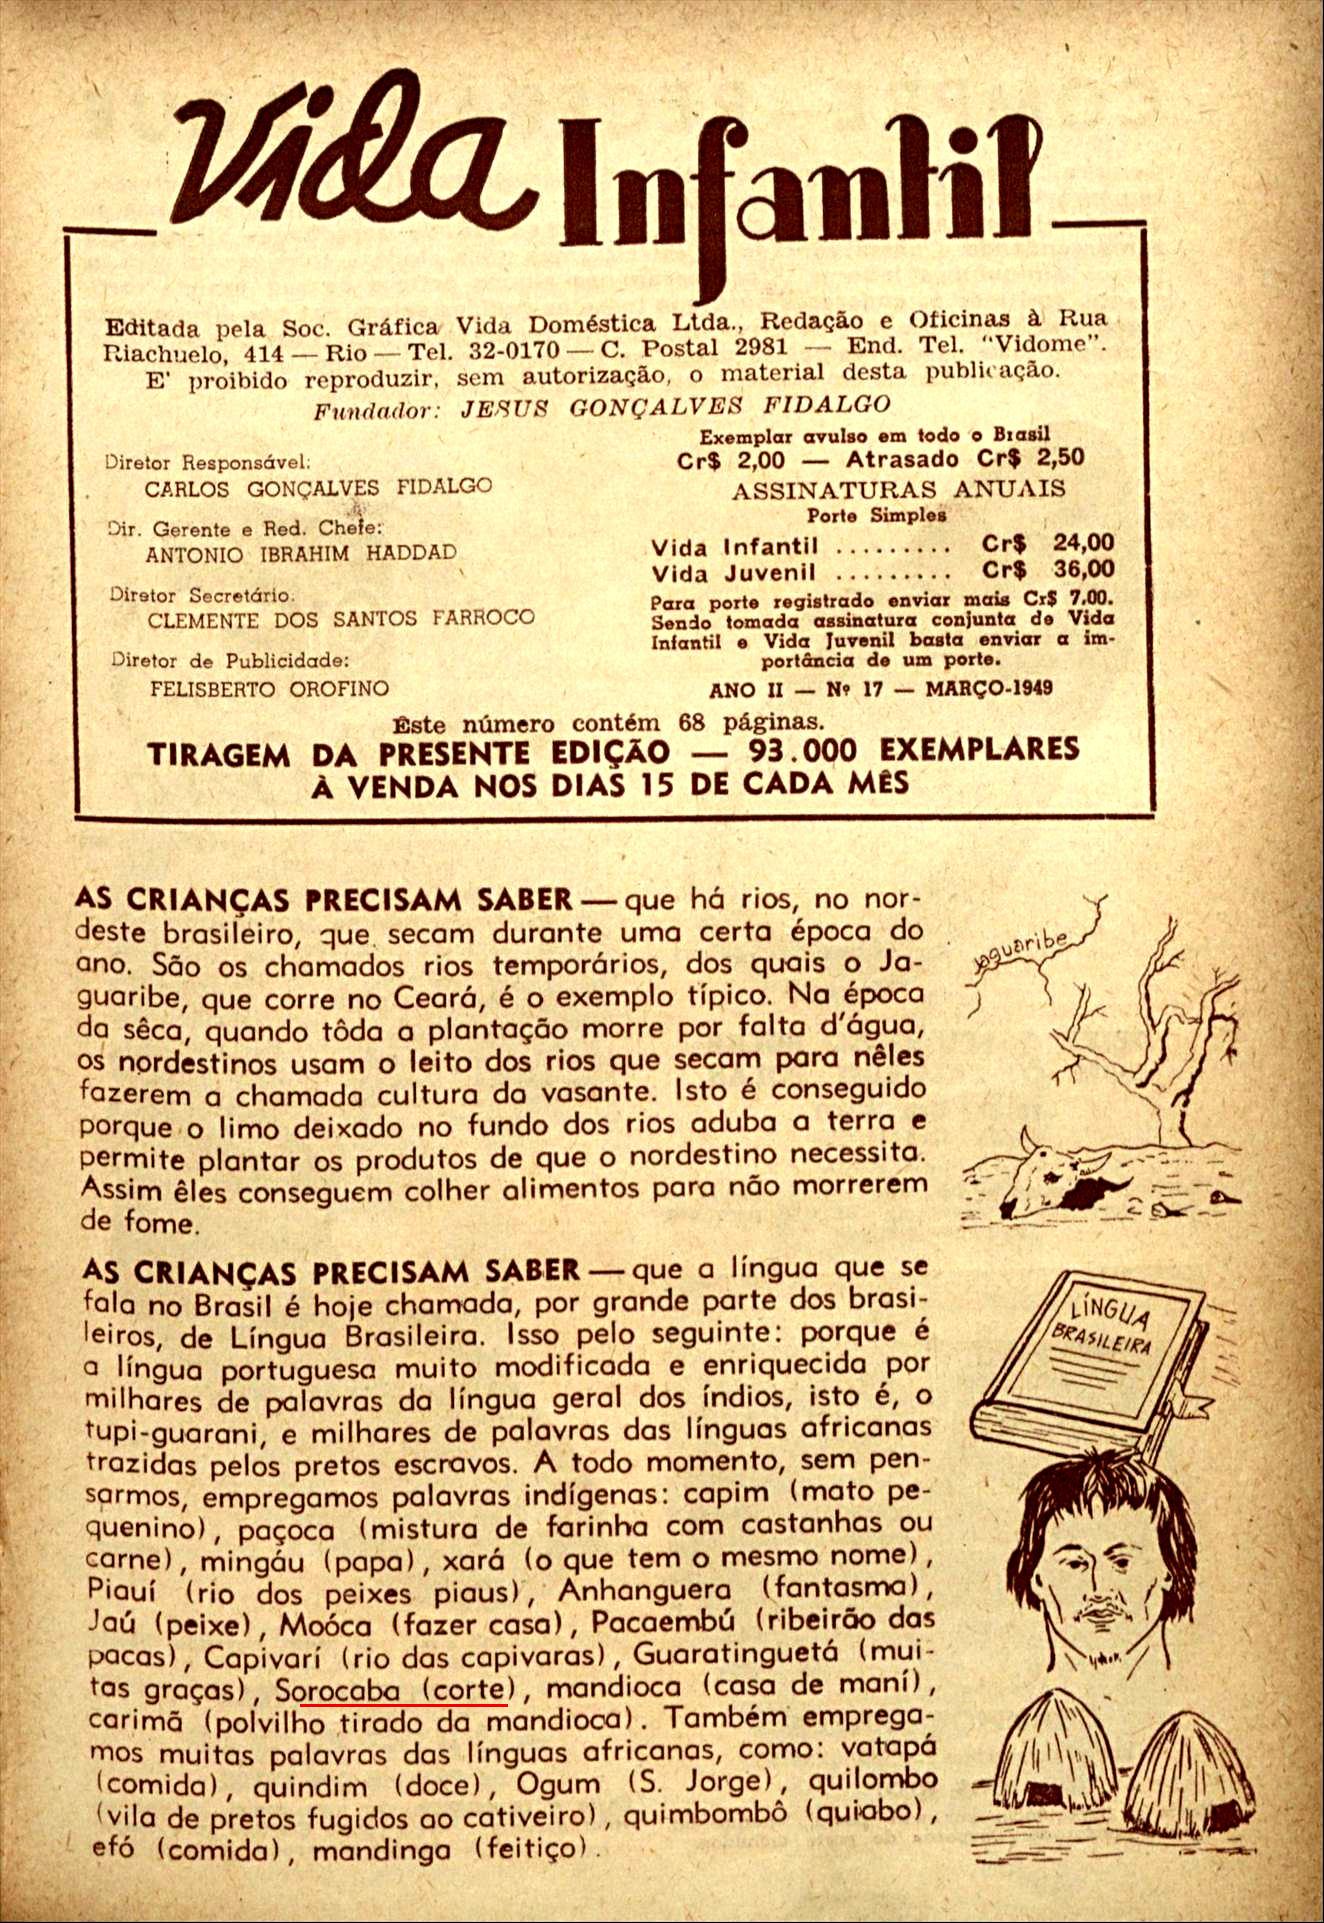 Vida Infantil
Editada pela Soc. Gráfica Vida Doméstica Ltda., Redação e Oficinas à Rua
Riachuelo, 414 — Rio — Tel. 32-0170 — C. Postal 2981 — End. Tel. "Vidome".
E' proibido reproduzir, sem autorização, o material desta publicação.
Fundador: JESUS GONÇALVES FIDALGO
Diretor Responsável:
CARLOS GONÇALVES FIDALGO
Dir. Gerente e Red. Chefe:
ANTONIO IBRAHIM HADDAD
Diretor Secretário.
CLEMENTE DOS SANTOS FARROCO
Diretor de Publicidade:
FELISBERTO OROFINO
Exemplar avulso em todo o Brasil
Cr$ 2,00 — Atrasado Cr$ 2,50
ASSINATURAS ANUAIS
Porte Simples
Vida Infantil ......... Cr$ 24,00
Vida Juvenil ......... Cr$ 36,00
Para porte registrado enviar mais Cr$ 7.00.
Sendo tomada assinatura conjunta de Vida
Infantil e Vida Juvenil basta enviar a im-
portância de um porte.
ANO II — Nº 17 — MARÇO-1949
Êste número contém 68 páginas.
TIRAGEM DA PRESENTE EDIÇÃO — 93.000 EXEMPLARES
À VENDA NOS DIAS 15 DE CADA MÊS
AS CRIANÇAS PRECISAM SABER — que há rios, no nor-
deste brasileiro, que secam durante uma certa época do
ano. São os chamados rios temporários, dos quais o Ja-
guaribe, que corre no Ceará, é o exemplo típico. Na época
da sêca, quando tôda a plantação morre por falta d'água,
os nordestinos usam o leito dos rios que secam para nêles
fazerem a chamada cultura da vasante. Isto é conseguido
porque o limo deixado no fundo dos rios aduba a terra e
permite plantar os produtos de que o nordestino necessita.
Assim êles conseguem colher alimentos para não morrerem
de fome.
Jaguaribe
AS CRIANÇAS PRECISAM SABER — que a língua que se
fala no Brasil é hoje chamada, por grande parte dos brasi-
leiros, de Língua Brasileira. Isso pelo seguinte: porque é
a língua portuguesa muito modificada e enriquecida por
milhares de palavras da língua geral dos índios, isto é, o
tupi-guarani, e milhares de palavras das línguas africanas
trazidas pelos pretos escravos. A todo momento, sem pen-
sarmos, empregamos palavras indígenas: capim (mato pe-
quenino), paçoca (mistura de farinha com castanhas ou
carne), mingáu (papa), xará (o que tem o mesmo nome),
Piauí (rio dos peixes piaus), Anhanguera (fantasma),
Jaú (peixe), Moóca (fazer casa), Pacaembú (ribeirão das
pacas), Capivarí (rio das capivaras), Guaratinguetá (mui-
tas graças), Sorocaba (corte), mandioca (casa de maní),
carimã (polvilho tirado da mandioca). Também emprega-
mos muitas palavras das línguas africanas, como: vatapá
(comida), quindim (doce), Ogum (S. Jorge), quilombo
(vila de pretos fugidos ao cativeiro), quimbombô (quiabo),
efó (comida), mandinga (feitiço).
LÍNGUA
BRASILEIRA